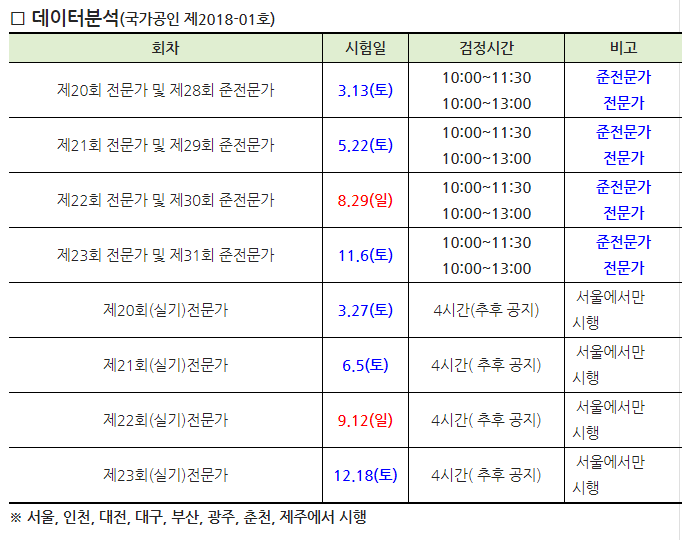 □ 데이터분석(국가공인 제2018-01호)
회차 시험일 검정시간 비고
제20회 전문가 및 제28회 준전문가 3.13(토) 10:00~11:30 준전문가
10:00~13:00 전문가
제21회 전문가 및 제29회 준전문가 5.22(토) 10:00~11:30 준전문가
10:00~13:00 전문가
제22회 전문가 및 제30회 준전문가 8.29(일) 10:00~11:30 준전문가
10:00~13:00 전문가
제23회 전문가 및 제31회 준전문가 11.6(토) 10:00~11:30 준전문가
10:00~13:00 전문가
제20회(실기)전문가 3.27(토) 4시간(추후 공지) 서울에서만
시행
제21회(실기)전문가 6.5(토) 4시간( 추후 공지) 서울에서만
시행
제22회(실기)전문가 9.12(일) 4시간( 추후 공지) 서울에서만
시행
제23회(실기)전문가 12.18(토) 4시간( 추후 공지) 서울에서만
시행
※ 서울, 인천, 대전, 대구, 부산, 광주, 춘천, 제주에서 시행